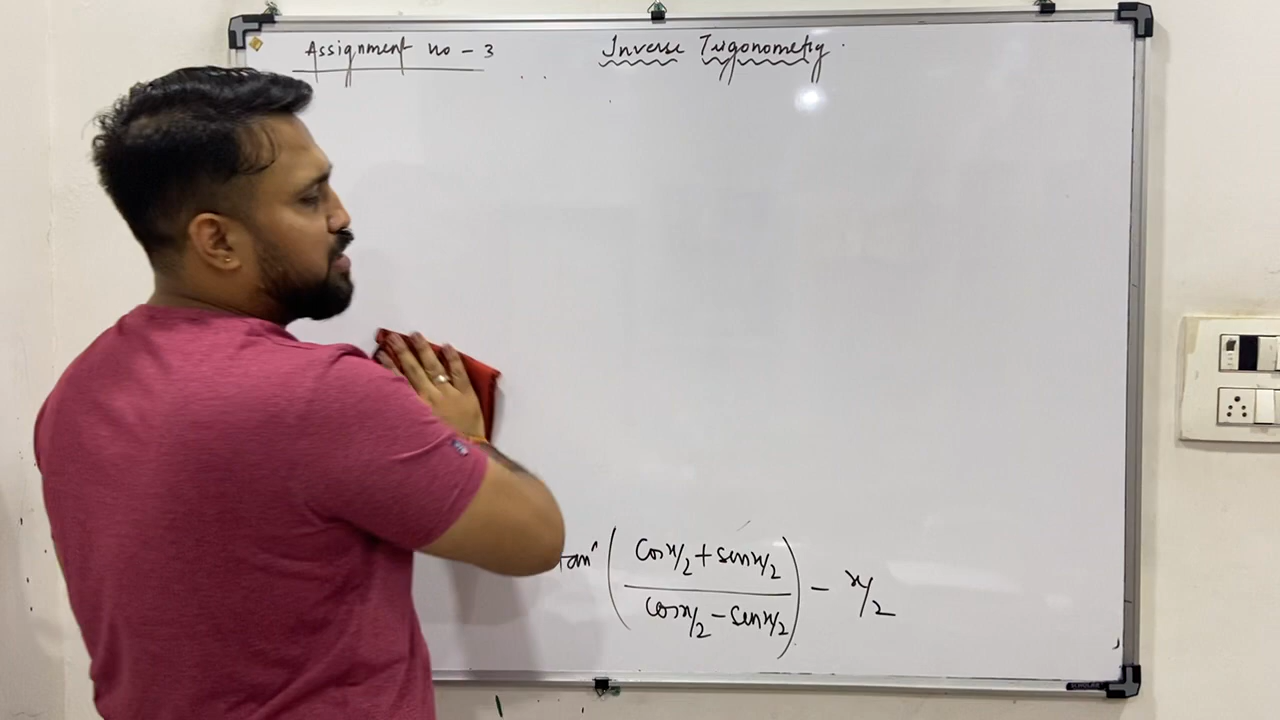 Assignment no - 3
Inverse Trigonometry.
tan⁻¹ ( (cos x/2 + sin x/2) / (cos x/2 - sin x/2) ) - x/2